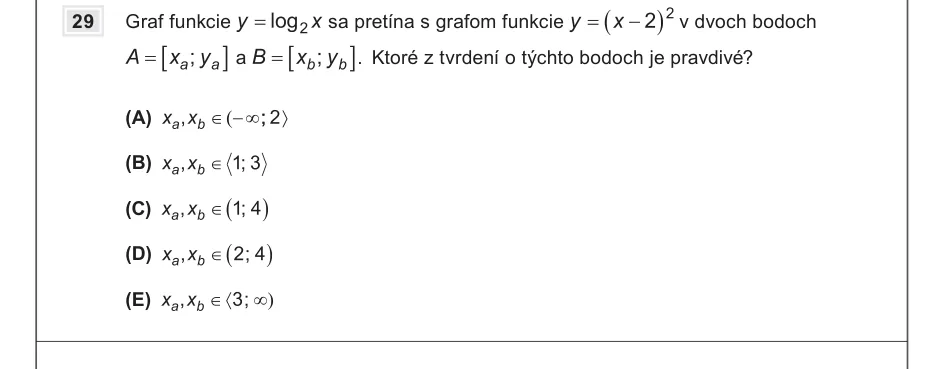 29 Graf funkcie y = log₂ x sa pretína s grafom funkcie y = (x − 2)² v dvoch bodoch
A = [xₐ; yₐ] a B = [x_b; y_b]. Ktoré z tvrdení o týchto bodoch je pravdivé?
(A) xₐ, x_b ∈ (−∞; 2⟩
(B) xₐ, x_b ∈ ⟨1; 3⟩
(C) xₐ, x_b ∈ (1; 4)
(D) xₐ, x_b ∈ (2; 4)
(E) xₐ, x_b ∈ ⟨3; ∞)